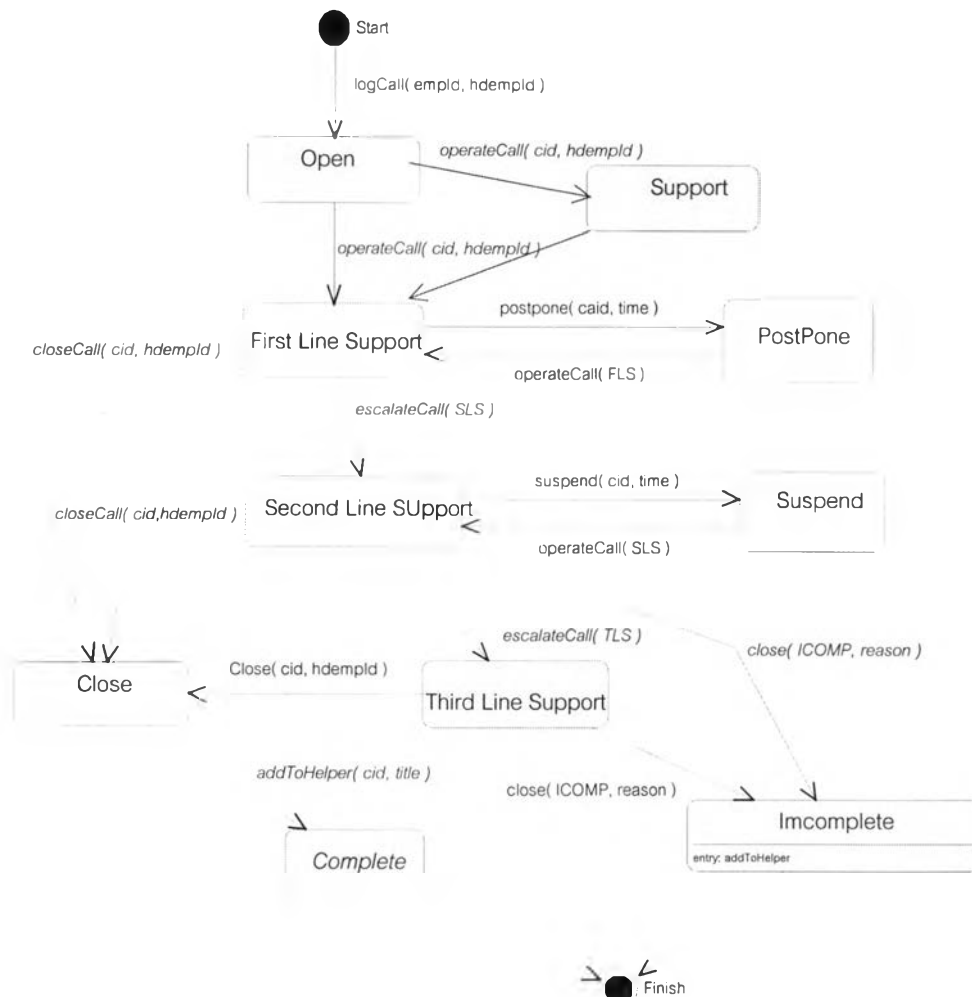 Start
logCall( empId, hdempId )
Open
operateCall( cid, hdempId )
Support
operateCall( cid, hdempId )
postpone( caid, time )
First Line Support
PostPone
closeCall( cid, hdempId )
operateCall( FLS )
escalateCall( SLS )
suspend( cid, time )
Second Line SUpport
Suspend
closeCall( cid,hdempId )
operateCall( SLS )
escalateCall( TLS )
close( ICOMP, reason )
Close( cid, hdempId )
Close
Third Line Support
addToHelper( cid, title )
close( ICOMP, reason )
Imcomplete
entry: addToHelper
Complete
Finish